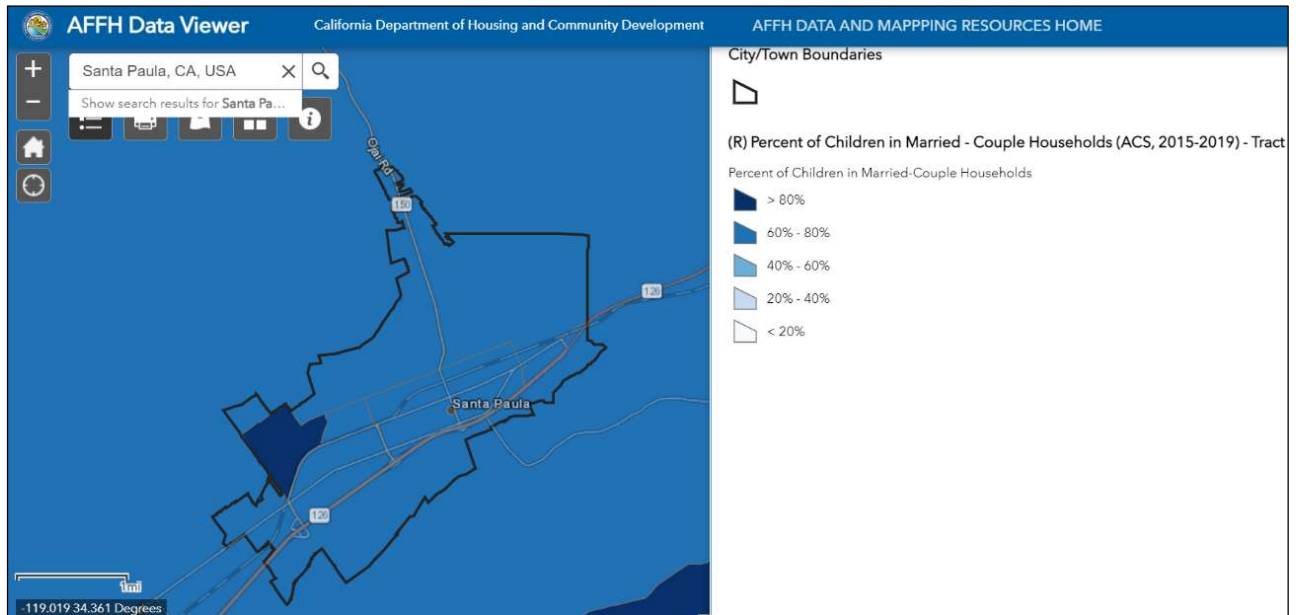 AFFH Data Viewer
California Department of Housing and Community Development
AFFH DATA AND MAPPPING RESOURCES HOME
+
Santa Paula, CA, USA
Show search results for Santa Pa...
−
City/Town Boundaries
(R) Percent of Children in Married - Couple Households (ACS, 2015-2019) - Tract
Percent of Children in Married-Couple Households
> 80%
60% - 80%
40% - 60%
20% - 40%
< 20%
Ojai Rd
150
126
Santa Paula
126
1mi
-119.019 34.361 Degrees